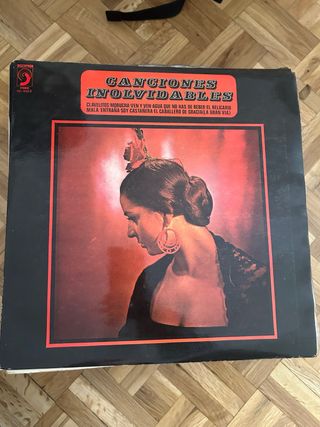 CANCIONES
INOLVIDABLES
CLAVELITOS MORUCHA-VEN Y VEN-AGUA QUE NO HAS DE BEBER-EL RELICARIO
MALA ENTRAÑA-SOY CASTAÑERA-EL CABALLERO DE GRACIA(LA GRAN VIA)